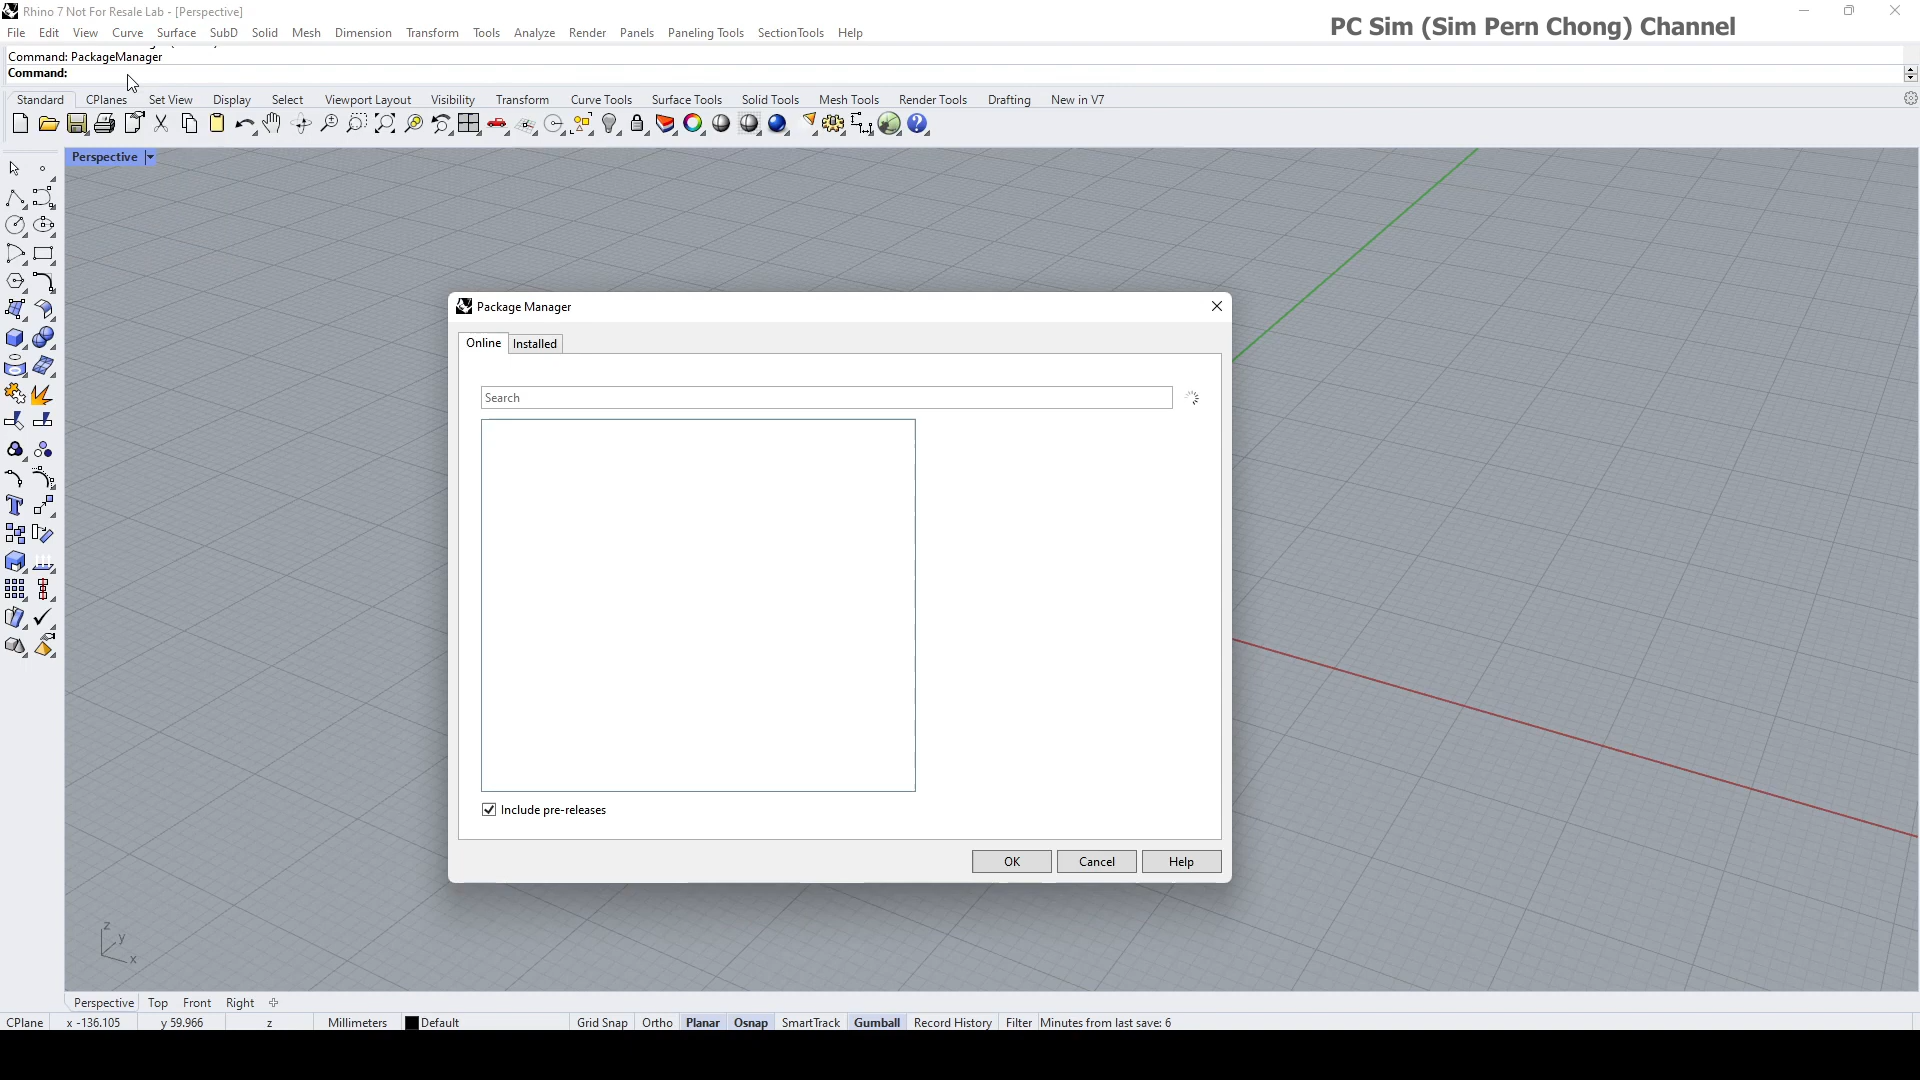 Rhino 7 Not For Resale Lab - [Perspective]
PC Sim (Sim Pern Chong) Channel
File Edit View Curve Surface SubD Solid Mesh Dimension Transform Tools Analyze Render Panels Paneling Tools SectionTools Help
Command: PackageManager
Command:
Standard CPlanes Set View Display Select Viewport Layout Visibility Transform Curve Tools Surface Tools Solid Tools Mesh Tools Render Tools Drafting New in V7
Perspective
Package Manager
Online Installed
Search
Include pre-releases
OK Cancel Help
z
y
x
Perspective Top Front Right
CPlane x -136.105 y 59.966 z Millimeters Default Grid Snap Ortho Planar Osnap SmartTrack Gumball Record History Filter Minutes from last save: 6